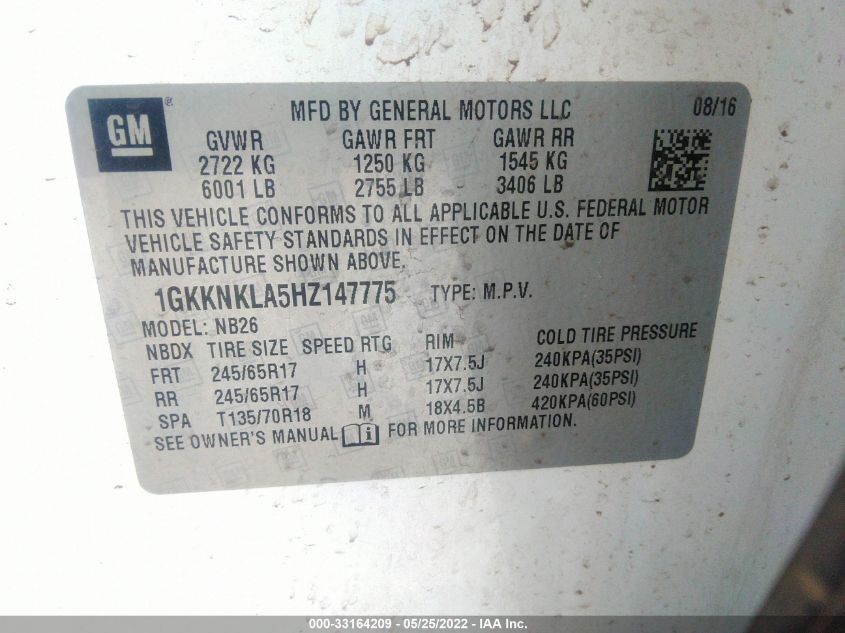 GM ®
MFD BY GENERAL MOTORS LLC 08/16
GVWR GAWR FRT GAWR RR
2722 KG 1250 KG 1545 KG
6001 LB 2755 LB 3406 LB
THIS VEHICLE CONFORMS TO ALL APPLICABLE U.S. FEDERAL MOTOR
VEHICLE SAFETY STANDARDS IN EFFECT ON THE DATE OF
MANUFACTURE SHOWN ABOVE.
1GKKNKLA5HZ147775 TYPE: M.P.V.
MODEL: NB26
NBDX TIRE SIZE SPEED RTG RIM COLD TIRE PRESSURE
FRT 245/65R17 H 17X7.5J 240KPA(35PSI)
RR 245/65R17 H 17X7.5J 240KPA(35PSI)
SPA T135/70R18 M 18X4.5B 420KPA(60PSI)
SEE OWNER'S MANUAL i FOR MORE INFORMATION.
000-33164209 - 05/25/2022 - IAA Inc.